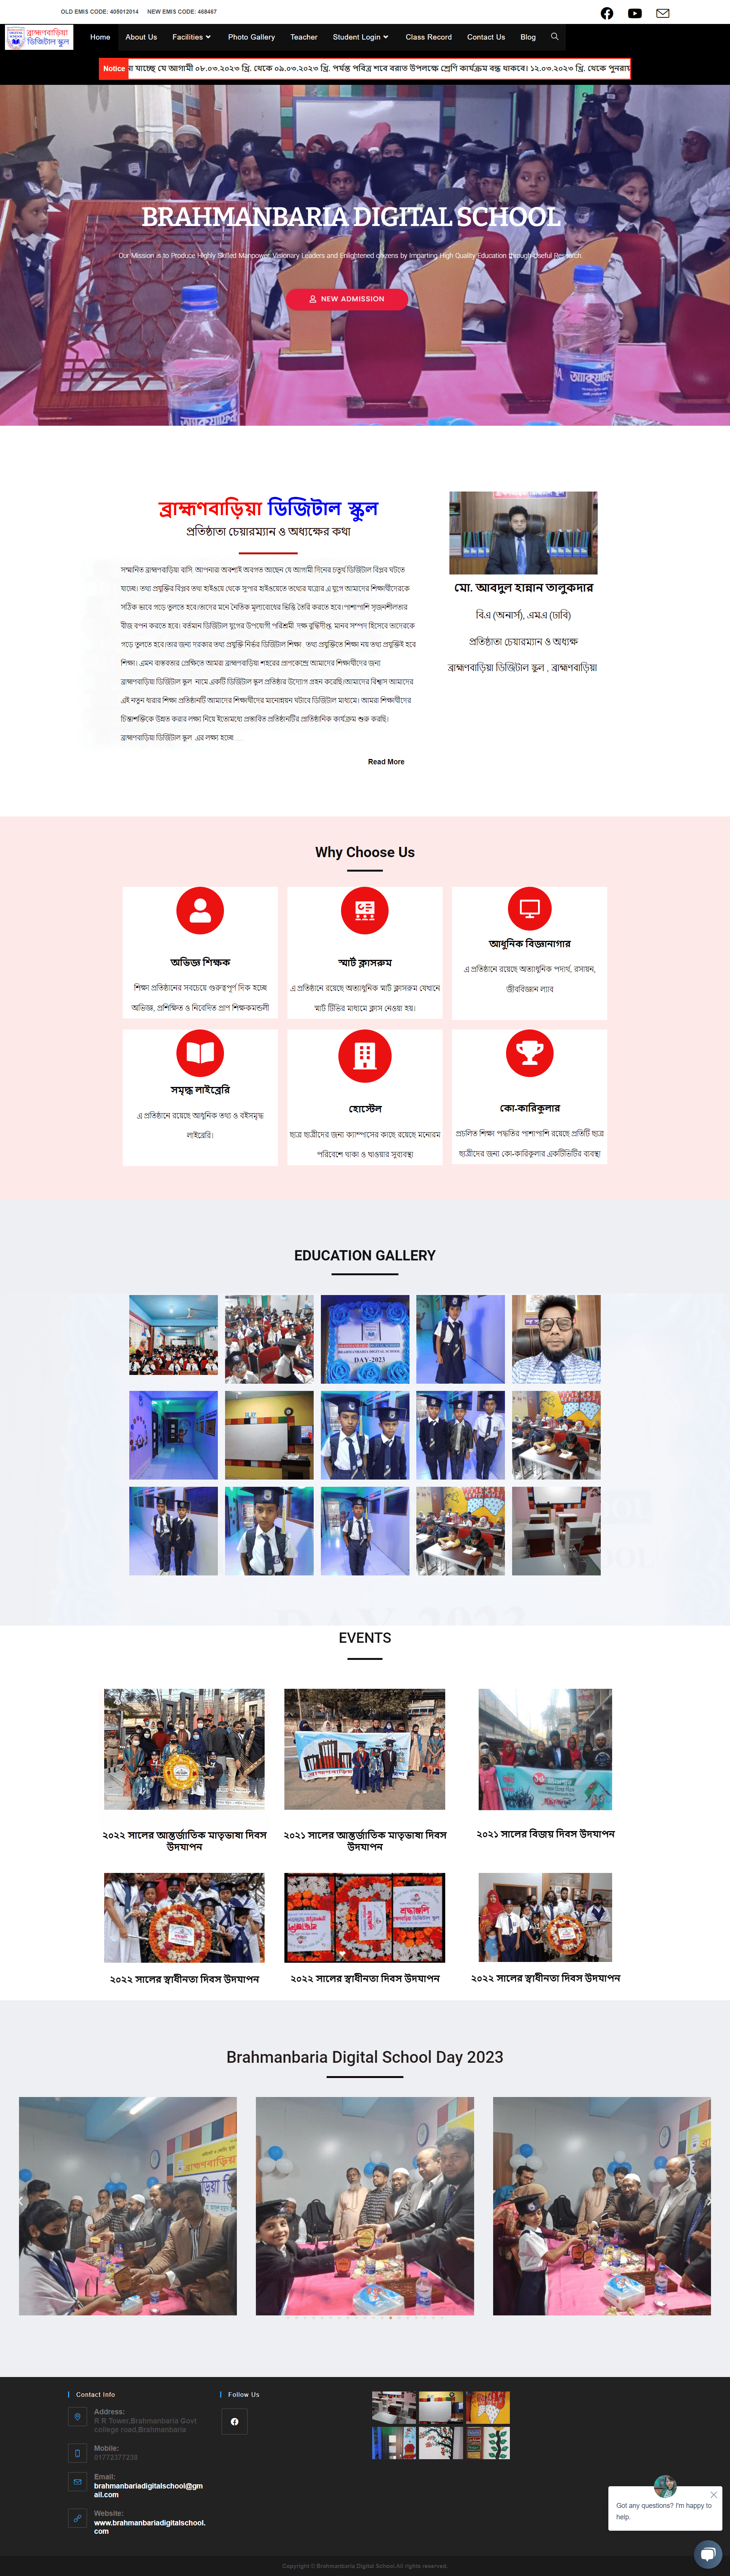 OLD EMIS CODE: 405012014 NEW EMIS CODE: 468467
ব্রাহ্মণবাড়িয়া
ডিজিটাল স্কুল
Home About Us Facilities Photo Gallery Teacher Student Login Class Record Contact Us Blog
Notice যাচ্ছে যে আগামী ০৮.০৩.২০২৩ খ্রি. থেকে ০৯.০৩.২০২৩ খ্রি. পর্যন্ত পবিত্র শবে বরাত উপলক্ষে শ্রেণি কার্যক্রম বন্ধ থাকবে। ১২.০৩.২০২৩ খ্রি. থেকে পুনরায়
BRAHMANBARIA DIGITAL SCHOOL
Our Mission is to Produce Highly Skilled Manpower, Visionary Leaders and Enlightened citizens by Imparting High Quality Education through Useful Research.
NEW ADMISSION
ব্রাহ্মণবাড়িয়া ডিজিটাল স্কুল
প্রতিষ্ঠাতা চেয়ারম্যান ও অধ্যক্ষের কথা
সম্মানিত ব্রাহ্মণবাড়িয়া বাসি, আপনারা অবশ্যই অবগত আছেন যে আগামী দিনের চতুর্থ ডিজিটাল বিপ্লব ঘটতে
যাচ্ছে। তথ্য প্রযুক্তির বিপ্লব তথা হাইওয়ে থেকে সুপার হাইওয়েতে তথ্যের যাত্রার এ যুগে আমাদের শিক্ষার্থীদেরকে
সঠিক ভাবে গড়ে তুলতে হবে।তাদের মনে নৈতিক মূল্যবোধের ভিত্তি তৈরি করতে হবে।পাশাপাশি সৃজনশীলতার
বীজ বপন করতে হবে। বর্তমান ডিজিটাল যুগের উপযোগী পরিশ্রমী ,দক্ষ বুদ্ধিদীপ্ত, মানব সম্পদ হিসেবে তাদেরকে
গড়ে তুলতে হবে।তার জন্য দরকার তথ্য প্রযুক্তি নির্ভর ডিজিটাল শিক্ষা . তথ্য প্রযুক্তিতে শিক্ষা নয় তথ্য প্রযুক্তিই হবে
শিক্ষা। এমন বাস্তবতার প্রেক্ষিতে আমরা ব্রাহ্মণবাড়িয়া শহরের প্রাণকেন্দ্রে আমাদের শিক্ষার্থীদের জন্য
ব্রাহ্মণবাড়িয়া ডিজিটাল স্কুল নামে একটি ডিজিটাল স্কুল প্রতিষ্ঠার উদ্যোগ গ্রহন করেছি।আমাদের বিশ্বাস আমাদের
এই নতুন ধারার শিক্ষা প্রতিষ্ঠানটি আমাদের শিক্ষার্থীদের মানোন্নয়ন ঘটাবে ডিজিটাল মাধ্যমে। আমরা শিক্ষার্থীদের
চিন্তাশক্তিকে উন্নত করার লক্ষ্য নিয়ে ইতোমধ্যে প্রস্তাবিত প্রতিষ্ঠানটির প্রাতিষ্ঠানিক কার্যক্রম শুরু করছি।
ব্রাহ্মণবাড়িয়া ডিজিটাল স্কুল এর লক্ষ্য হচ্ছে.....
Read More
মো. আবদুল হান্নান তালুকদার
বিএ (অনার্স), এমএ (ঢাবি)
প্রতিষ্ঠাতা চেয়ারম্যান ও অধ্যক্ষ
ব্রাহ্মণবাড়িয়া ডিজিটাল স্কুল , ব্রাহ্মণবাড়িয়া
Why Choose Us
অভিজ্ঞ শিক্ষক
শিক্ষা প্রতিষ্ঠানের সবচেয়ে গুরুত্বপূর্ণ দিক হচ্ছে
অভিজ্ঞ, প্রশিক্ষিত ও নিবেদিত প্রাণ শিক্ষকমন্ডলী
স্মার্ট ক্লাসরুম
এ প্রতিষ্ঠানে রয়েছে অত্যাধুনিক স্মার্ট ক্লাসরুম যেখানে
স্মার্ট টিভির মাধ্যমে ক্লাস নেওয়া হয়।
আধুনিক বিজ্ঞানাগার
এ প্রতিষ্ঠানে রয়েছে অত্যাধুনিক পদার্থ, রসায়ন,
জীববিজ্ঞান ল্যাব
সমৃদ্ধ লাইব্রেরি
এ প্রতিষ্ঠানে রয়েছে আধুনিক তথ্য ও বইসমৃদ্ধ
লাইব্রেরি।
হোস্টেল
ছাত্র ছাত্রীদের জন্য ক্যাম্পাসের কাছে রয়েছে মনোরম
পরিবেশে থাকা ও খাওয়ার সুব্যবস্থা
কো-কারিকুলার
প্রচলিত শিক্ষা পদ্ধতির পাশাপাশি রয়েছে প্রতিটি ছাত্র
ছাত্রীদের জন্য কো-কারিকুলার একটিভিটির ব্যবস্থা
EDUCATION GALLERY
BRAHMANBARIA DIGITAL SCHOOL
DAY-2023
EVENTS
২০২২ সালের আন্তর্জাতিক মাতৃভাষা দিবস
উদযাপন
২০২১ সালের আন্তর্জাতিক মাতৃভাষা দিবস
উদযাপন
২০২১ সালের বিজয় দিবস উদযাপন
২০২২ সালের স্বাধীনতা দিবস উদযাপন
২০২২ সালের স্বাধীনতা দিবস উদযাপন
২০২২ সালের স্বাধীনতা দিবস উদযাপন
Brahmanbaria Digital School Day 2023
Contact Info
Address:
R R Tower,Brahmanbaria Govt
college road,Brahmanbaria
Mobile:
01772377238
Email:
brahmanbariadigitalschool@gm
ail.com
Website:
www.brahmanbariadigitalschool.
com
Follow Us
Got any questions? I'm happy to
help.
Copyright © Brahmanbaria Digital School.All rights reserved.